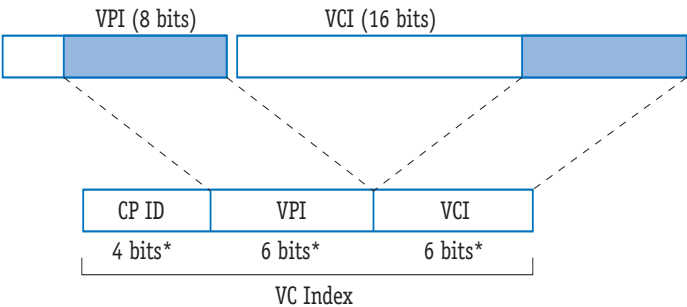 VPI (8 bits) VCI (16 bits)
CP ID VPI VCI
4 bits* 6 bits* 6 bits*
VC Index